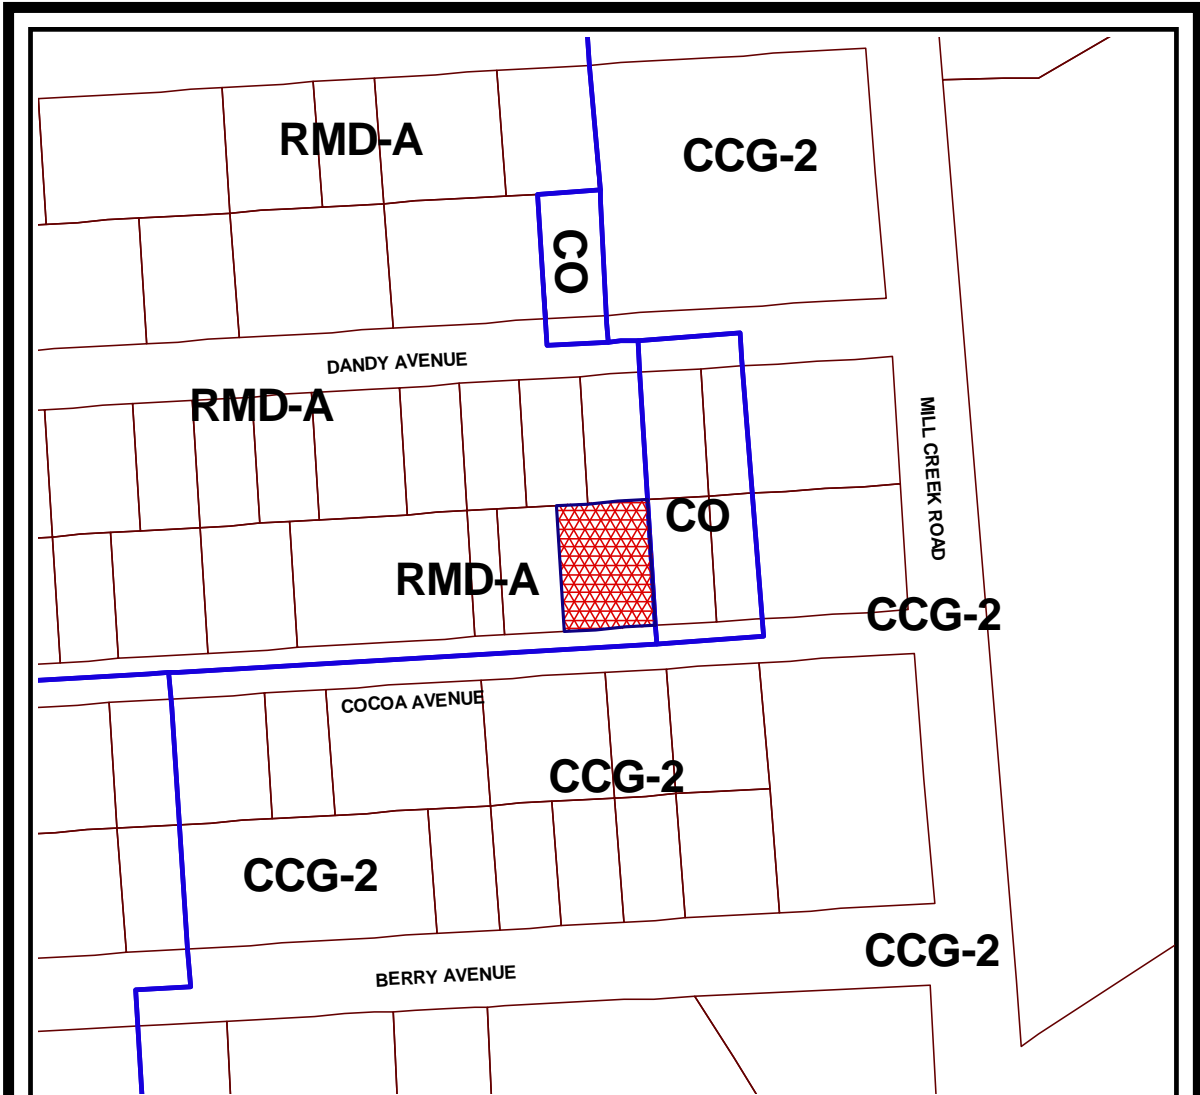 RMD-A
CCG-2
CO
DANDY AVENUE
RMD-A
MILL CREEK ROAD
CO
RMD-A
CCG-2
COCOA AVENUE
CCG-2
CCG-2
CCG-2
BERRY AVENUE